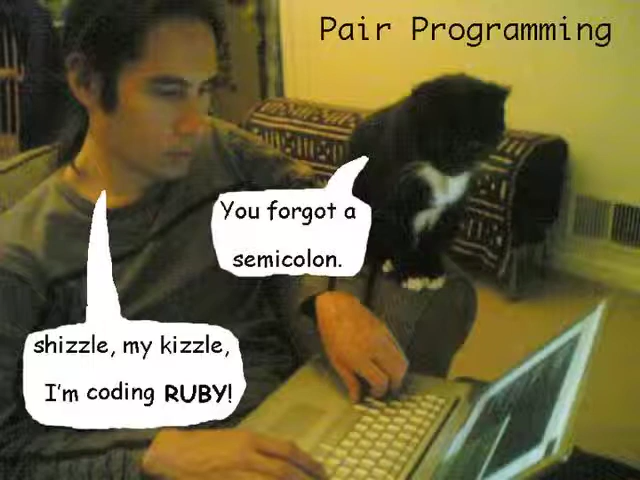 Pair Programming
You forgot a
semicolon.
shizzle, my kizzle,
I'm coding RUBY!